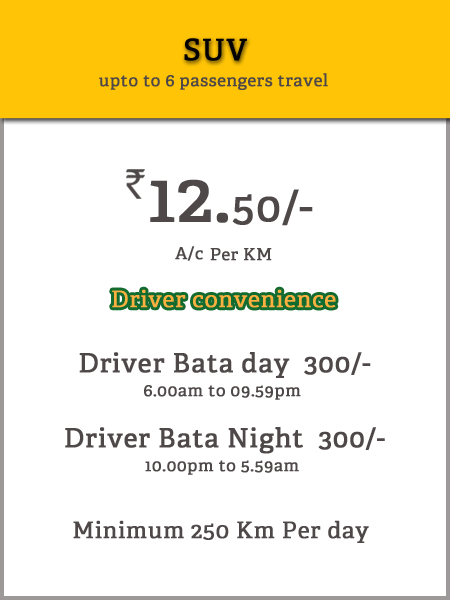 SUV
upto to 6 passengers travel
₹12.50/-
A/c Per KM
Driver convenience
Driver Bata day 300/-
6.00am to 09.59pm
Driver Bata Night 300/-
10.00pm to 5.59am
Minimum 250 Km Per day